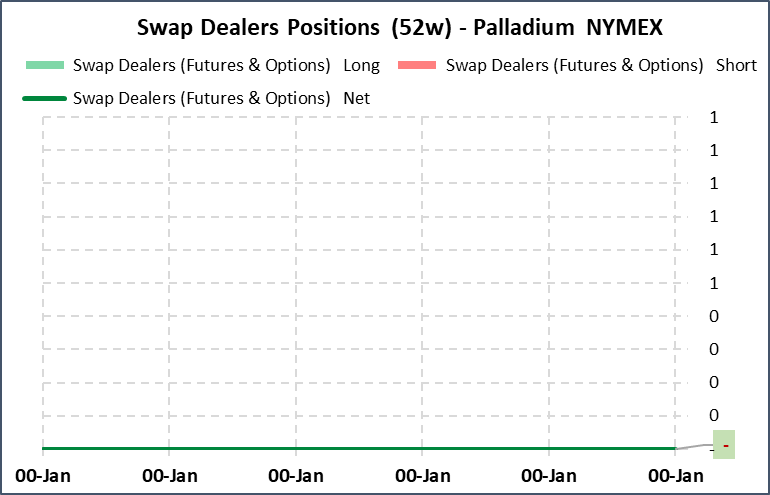 Swap Dealers Positions (52w) - Palladium NYMEX
Swap Dealers (Futures & Options) Long Swap Dealers (Futures & Options) Short
Swap Dealers (Futures & Options) Net
1
1
1
1
1
1
0
0
0
0
- -
00-Jan 00-Jan 00-Jan 00-Jan 00-Jan 00-Jan